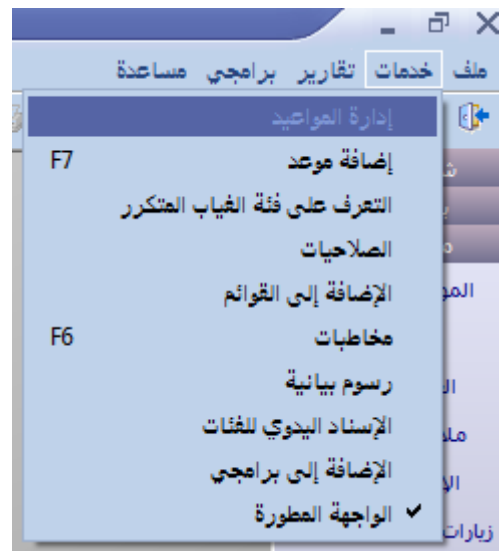 ملف خدمات تقارير برامجي مساعدة
إدارة المواعيد
إضافة موعد F7
التعرف على فئة الغياب المتكرر
الصلاحيات
الإضافة إلى القوائم
مخاطبات F6
رسوم بيانية
الإسناد اليدوي للفئات
الإضافة إلى برامجي
✔ الواجهة المطورة
زيارات